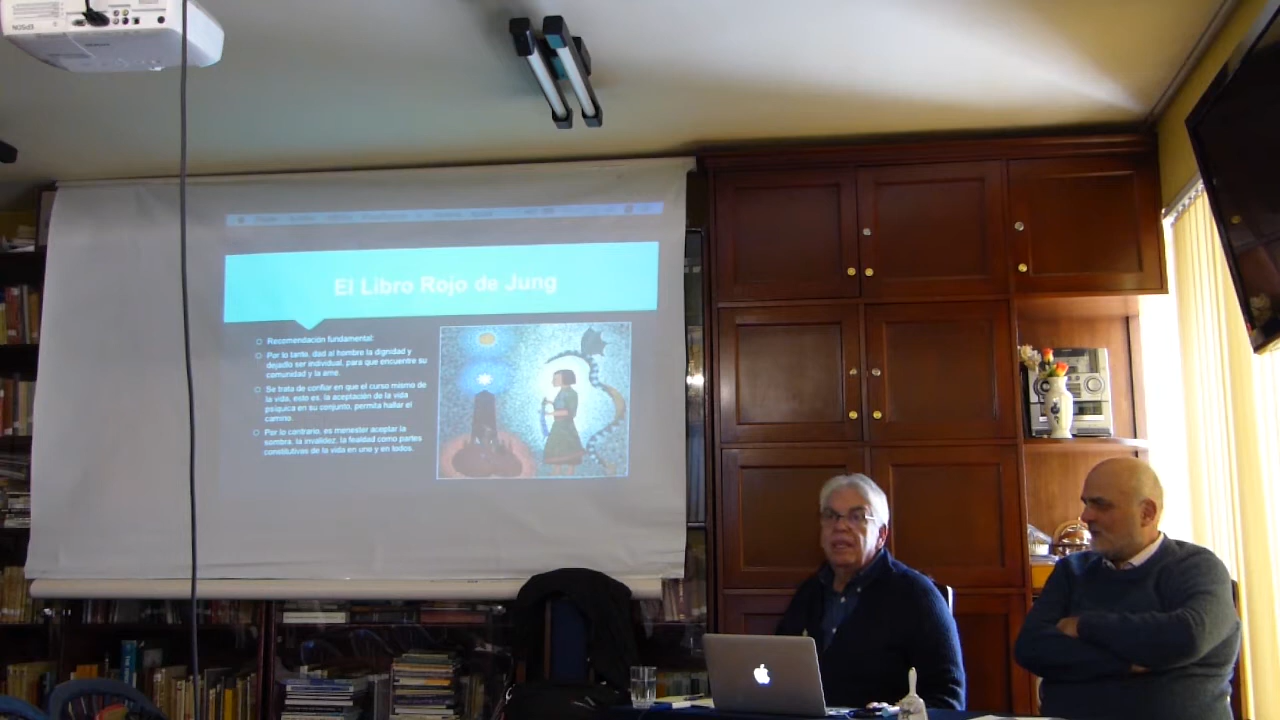 EPSON
El Libro Rojo de Jung
Recomendación fundamental:
Por lo tanto, dad al hombre la dignidad y
dejadlo ser individual, para que encuentre su
comunidad y la ame.
Se trata de confiar en que el curso mismo de
la vida, esto es, la aceptación de la vida
psíquica en su conjunto, permita hallar el
camino.
Por lo contrario, es menester aceptar la
sombra, la invalidez, la fealdad como partes
constitutivas de la vida en uno y en todos.